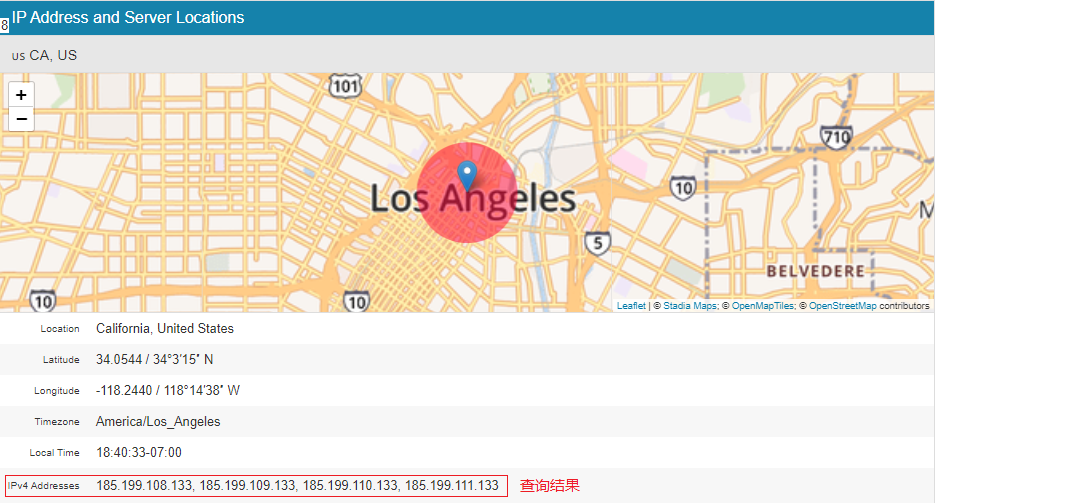 IP Address and Server Locations
8
us CA, US
+
−
101
710
10
Los Angeles
5
M
BELVEDERE
10
10
Leaflet | © Stadia Maps; © OpenMapTiles; © OpenStreetMap contributors
Location California, United States
Latitude 34.0544 / 34°3′15″ N
Longitude -118.2440 / 118°14′38″ W
Timezone America/Los_Angeles
Local Time 18:40:33-07:00
IPv4 Addresses 185.199.108.133, 185.199.109.133, 185.199.110.133, 185.199.111.133 查询结果